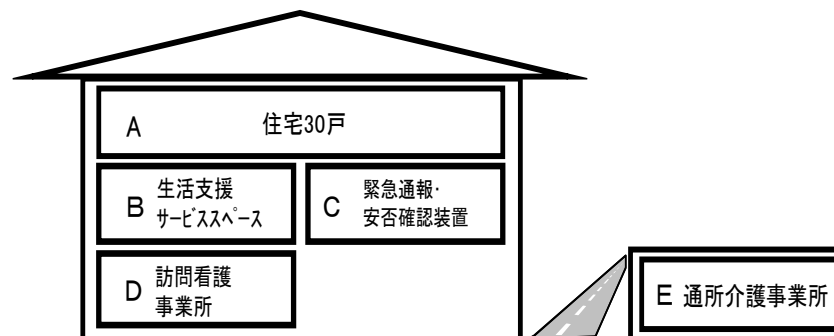 A 住宅30戸
B 生活支援
サービススペース
C 緊急通報・
安否確認装置
D 訪問看護
事業所
E 通所介護事業所